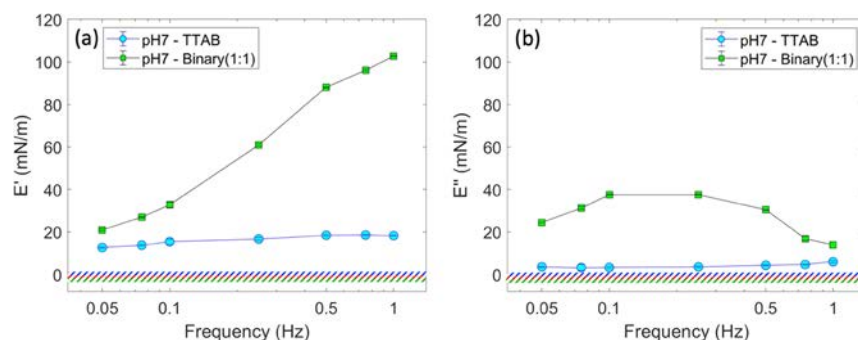 (a)
pH7 - TTAB
pH7 - Binary(1:1)
120
100
80
60
40
20
0
E' (mN/m)
0.05
0.1
0.5
1
Frequency (Hz)
(b)
pH7 - TTAB
pH7 - Binary(1:1)
120
100
80
60
40
20
0
E" (mN/m)
0.05
0.1
0.5
1
Frequency (Hz)